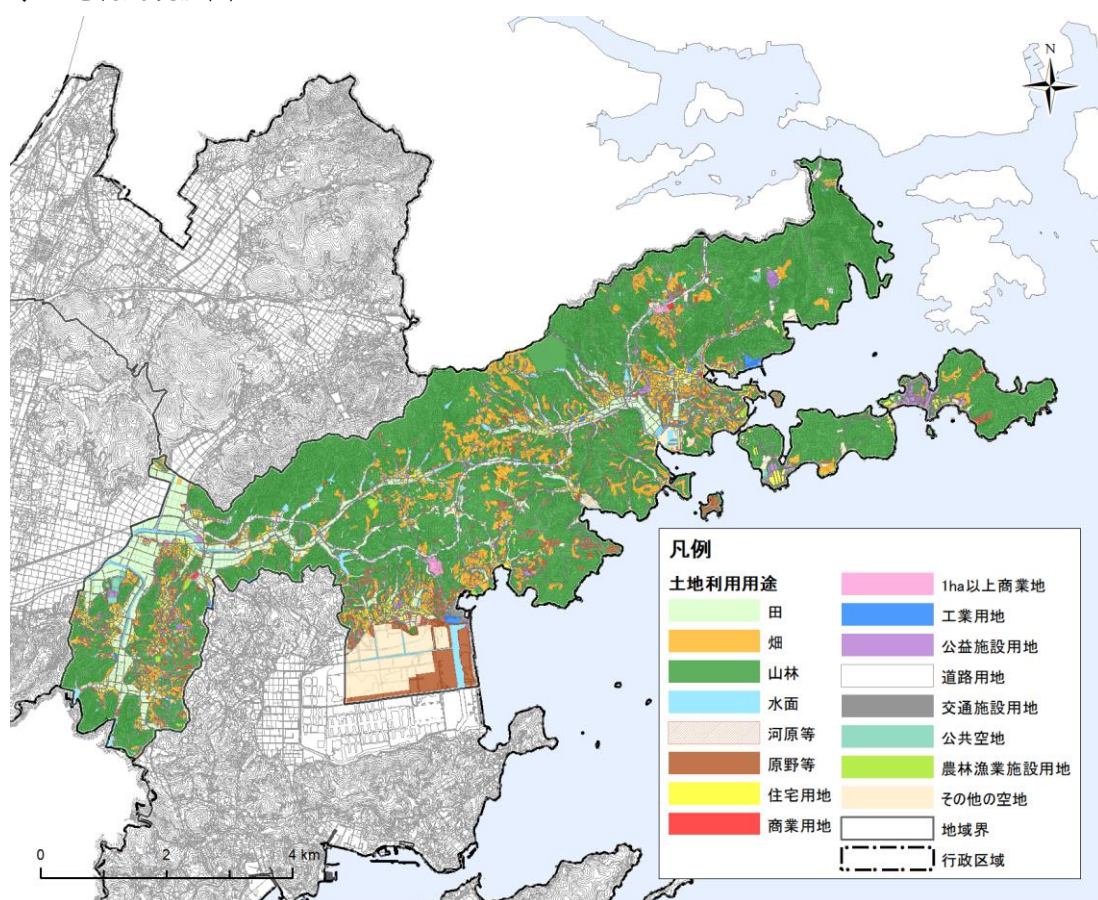 N
凡例
土地利用用途
田
畑
山林
水面
河原等
原野等
住宅用地
商業用地
1ha以上商業地
工業用地
公益施設用地
道路用地
交通施設用地
公共空地
農林漁業施設用地
その他の空地
地域界
行政区域
0 2 4 km